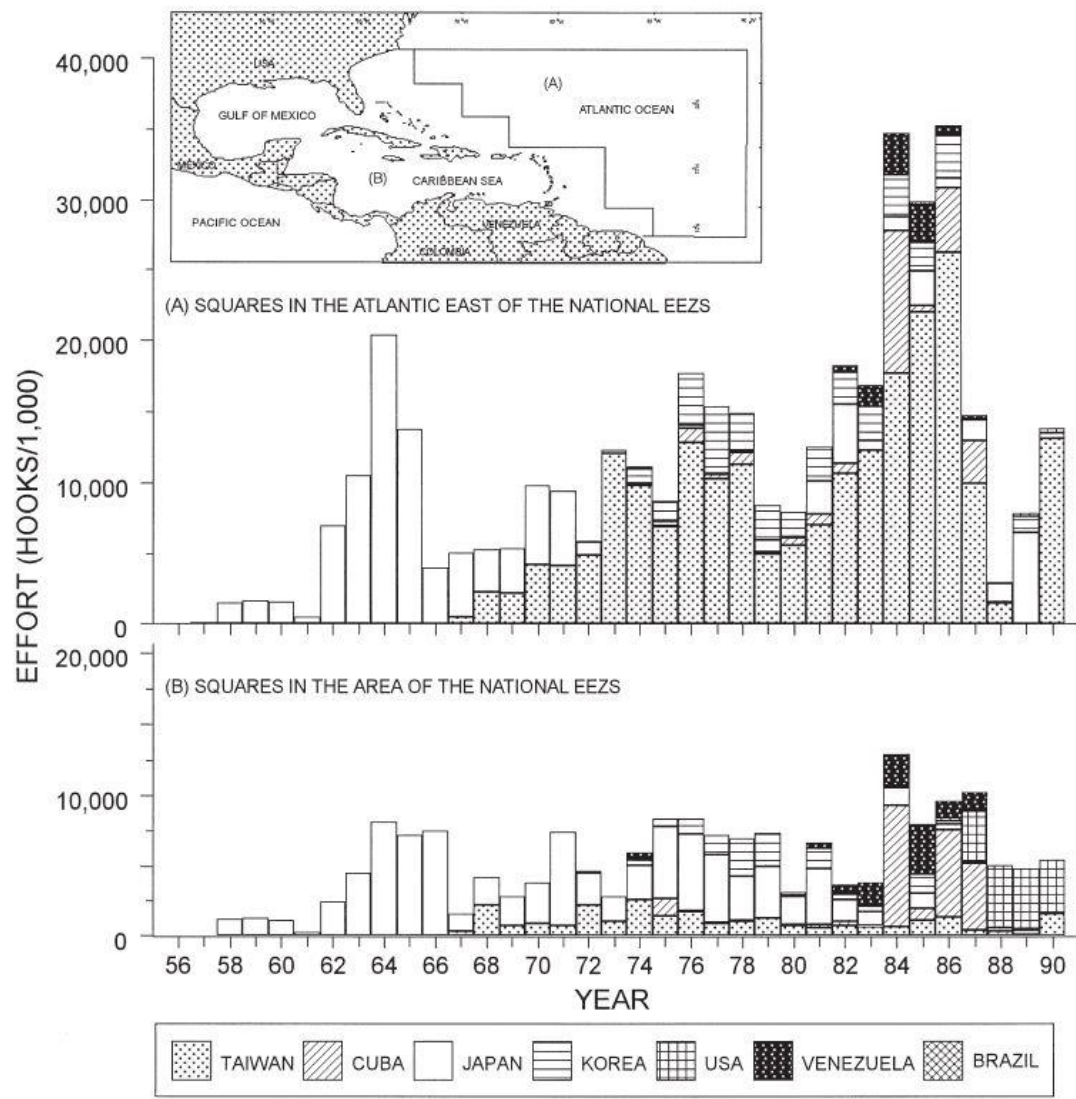 40,000
30,000
20,000
10,000
0
USA
(A)
GULF OF MEXICO
ATLANTIC OCEAN
MEXICO
(B)
CARIBBEAN SEA
PACIFIC OCEAN
VENEZUELA
COLOMBIA
(A) SQUARES IN THE ATLANTIC EAST OF THE NATIONAL EEZS
EFFORT (HOOKS/1,000)
20,000
10,000
0
(B) SQUARES IN THE AREA OF THE NATIONAL EEZS
56 58 60 62 64 66 68 70 72 74 76 78 80 82 84 86 88 90
YEAR
TAIWAN CUBA JAPAN KOREA USA VENEZUELA BRAZIL